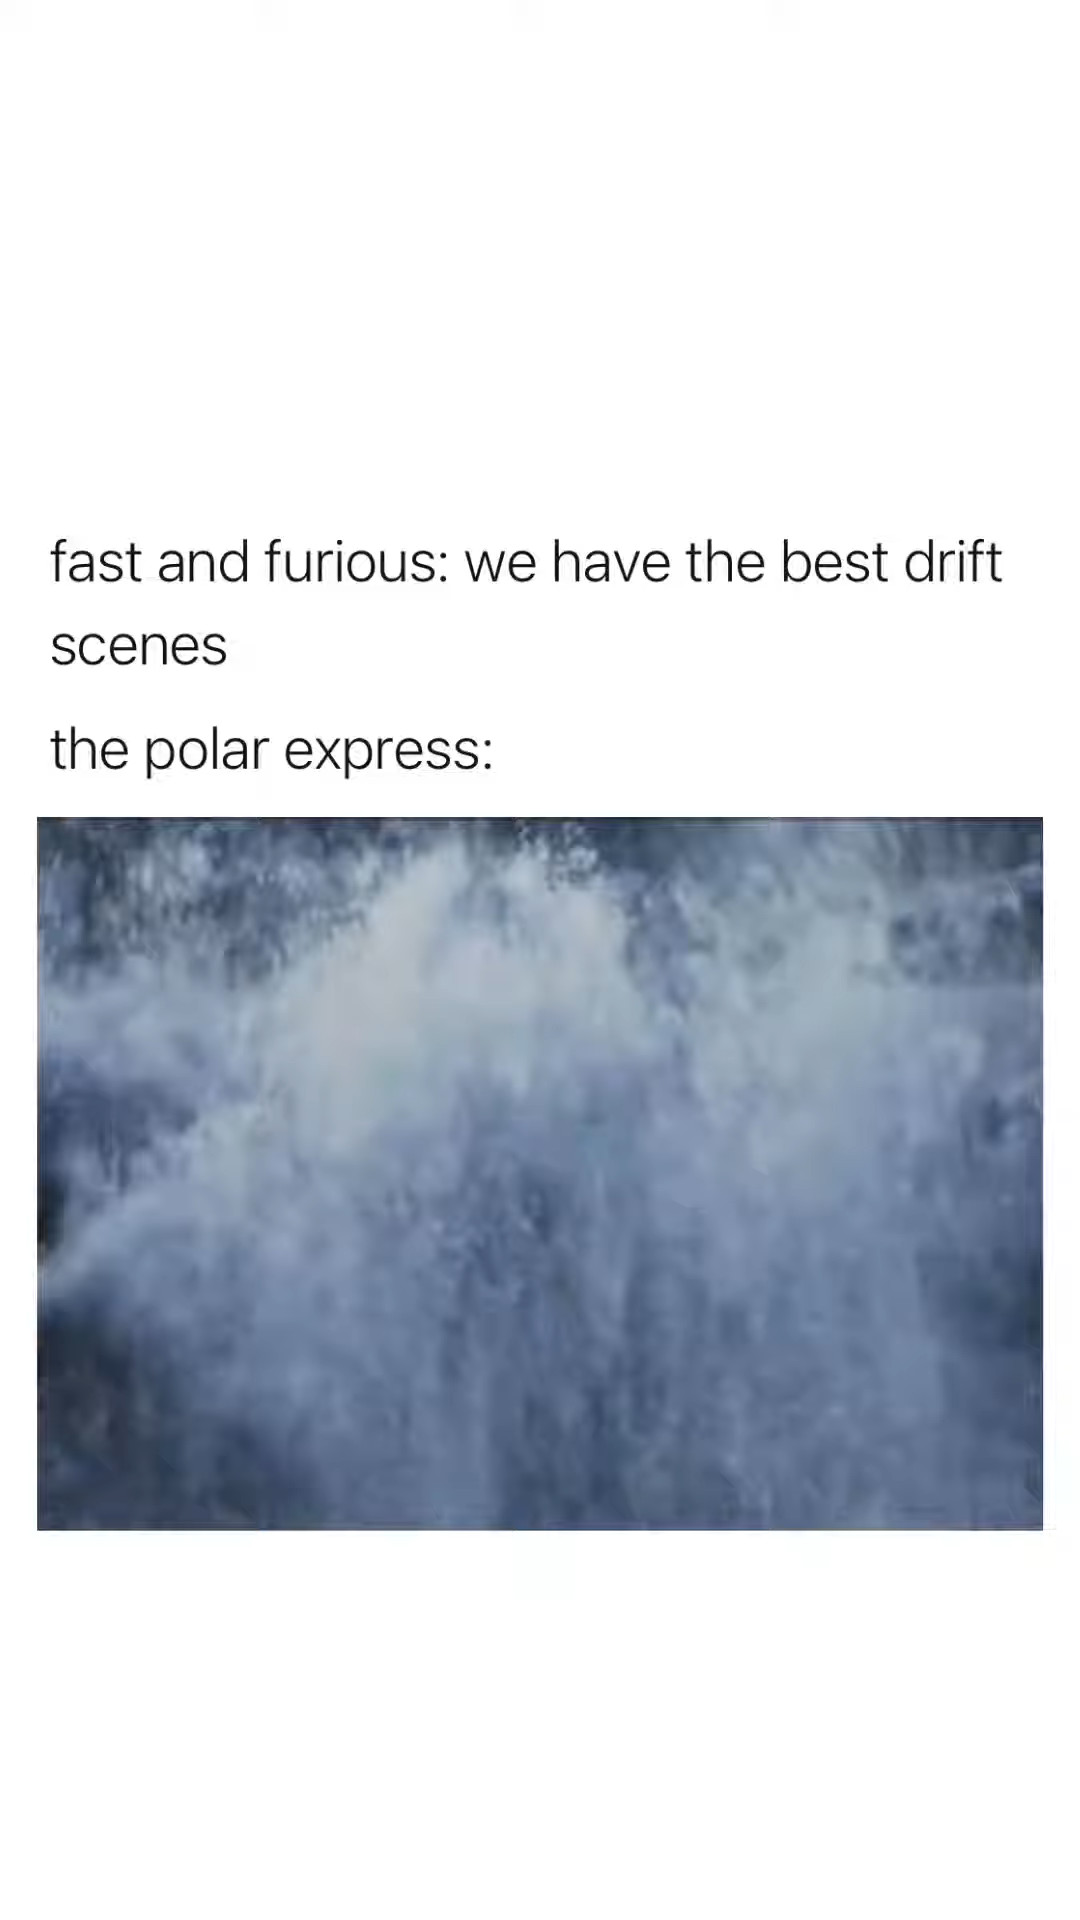 fast and furious: we have the best drift
scenes
the polar express: